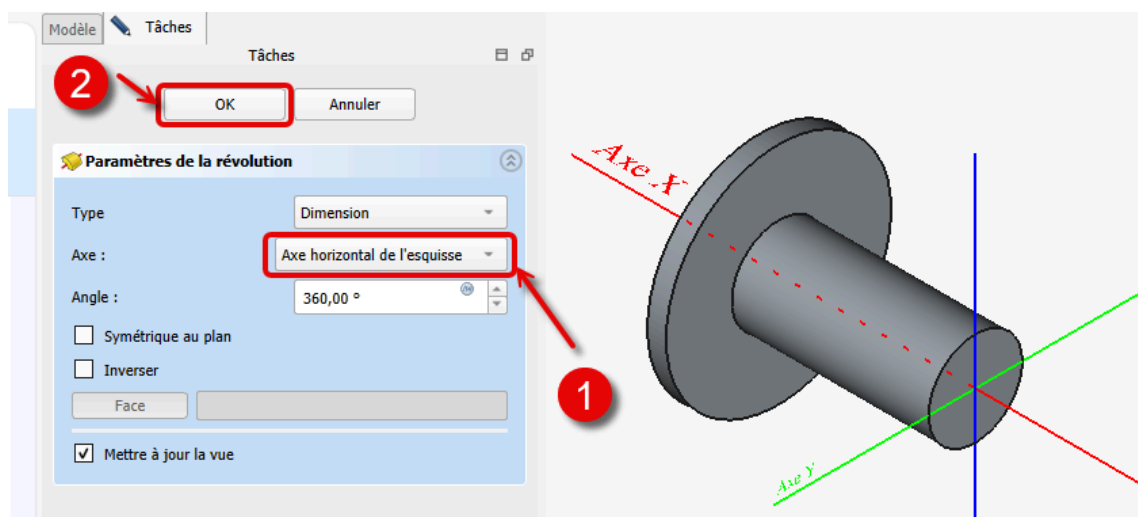 Modèle
Tâches
Tâches
2
OK
Annuler
Paramètres de la révolution
Type
Dimension
Axe :
Axe horizontal de l'esquisse
Angle :
360,00 °
Symétrique au plan
Inverser
Face
Mettre à jour la vue
1
Axe X
Axe Y